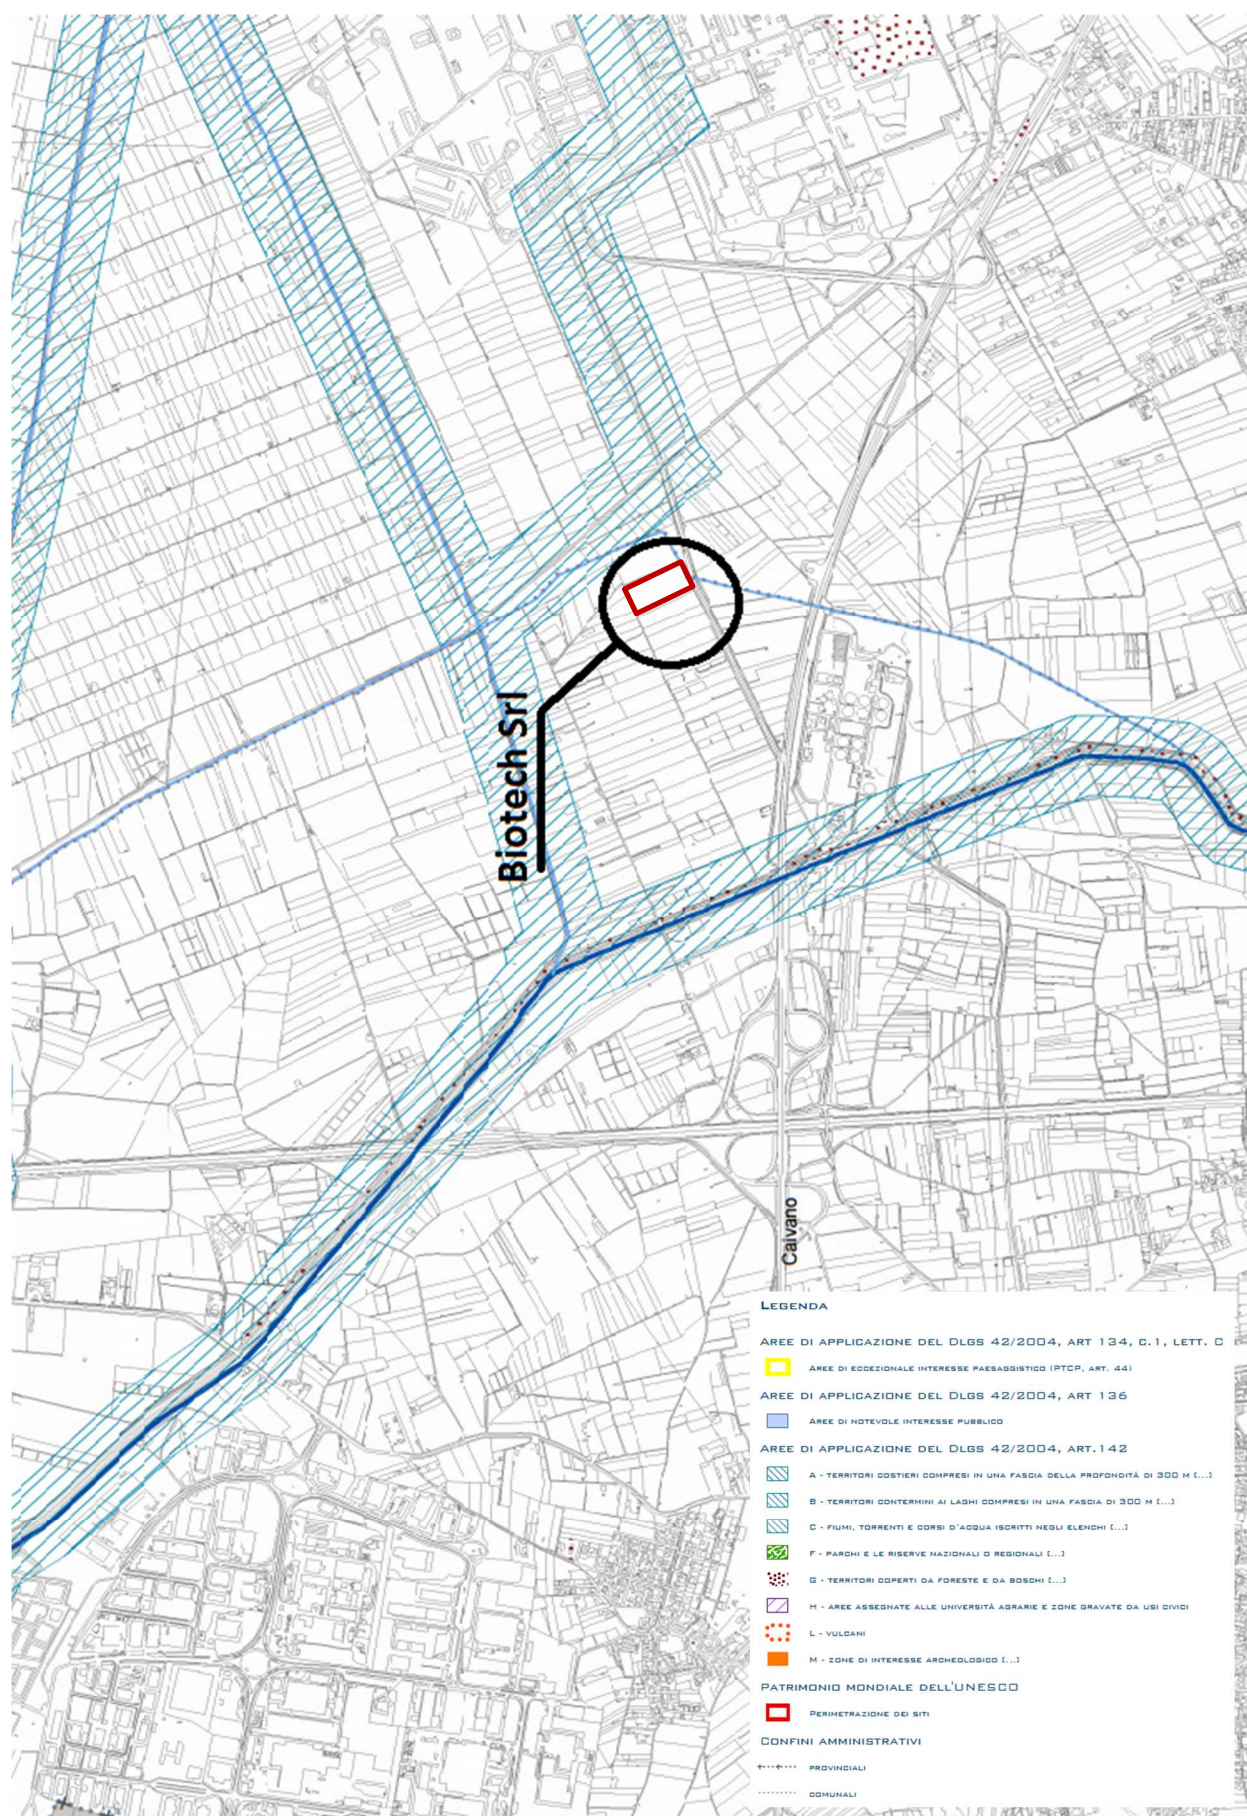 Biotech Srl
Caivano
LEGENDA
AREE DI APPLICAZIONE DEL DLGS 42/2004, ART 134, C.1, LETT. C
AREE DI ECCEZIONALE INTERESSE PAESAGGISTICO (PTCP, ART. 44)
AREE DI APPLICAZIONE DEL DLGS 42/2004, ART 136
AREE DI NOTEVOLE INTERESSE PUBBLICO
AREE DI APPLICAZIONE DEL DLGS 42/2004, ART.142
A - TERRITORI COSTIERI COMPRESI IN UNA FASCIA DELLA PROFONDITÀ DI 300 M [...]
B - TERRITORI CONTERMINI AI LAGHI COMPRESI IN UNA FASCIA DI 300 M [...]
C - FIUMI, TORRENTI E CORSI D'ACQUA ISCRITTI NEGLI ELENCHI [...]
F - PARCHI E LE RISERVE NAZIONALI O REGIONALI [...]
G - TERRITORI COPERTI DA FORESTE E DA BOSCHI [...]
H - AREE ASSEGNATE ALLE UNIVERSITÀ AGRARIE E ZONE GRAVATE DA USI CIVICI
L - VULCANI
M - ZONE DI INTERESSE ARCHEOLOGICO [...]
PATRIMONIO MONDIALE DELL'UNESCO
PERIMETRAZIONE DEI SITI
CONFINI AMMINISTRATIVI
PROVINCIALI
COMUNALI